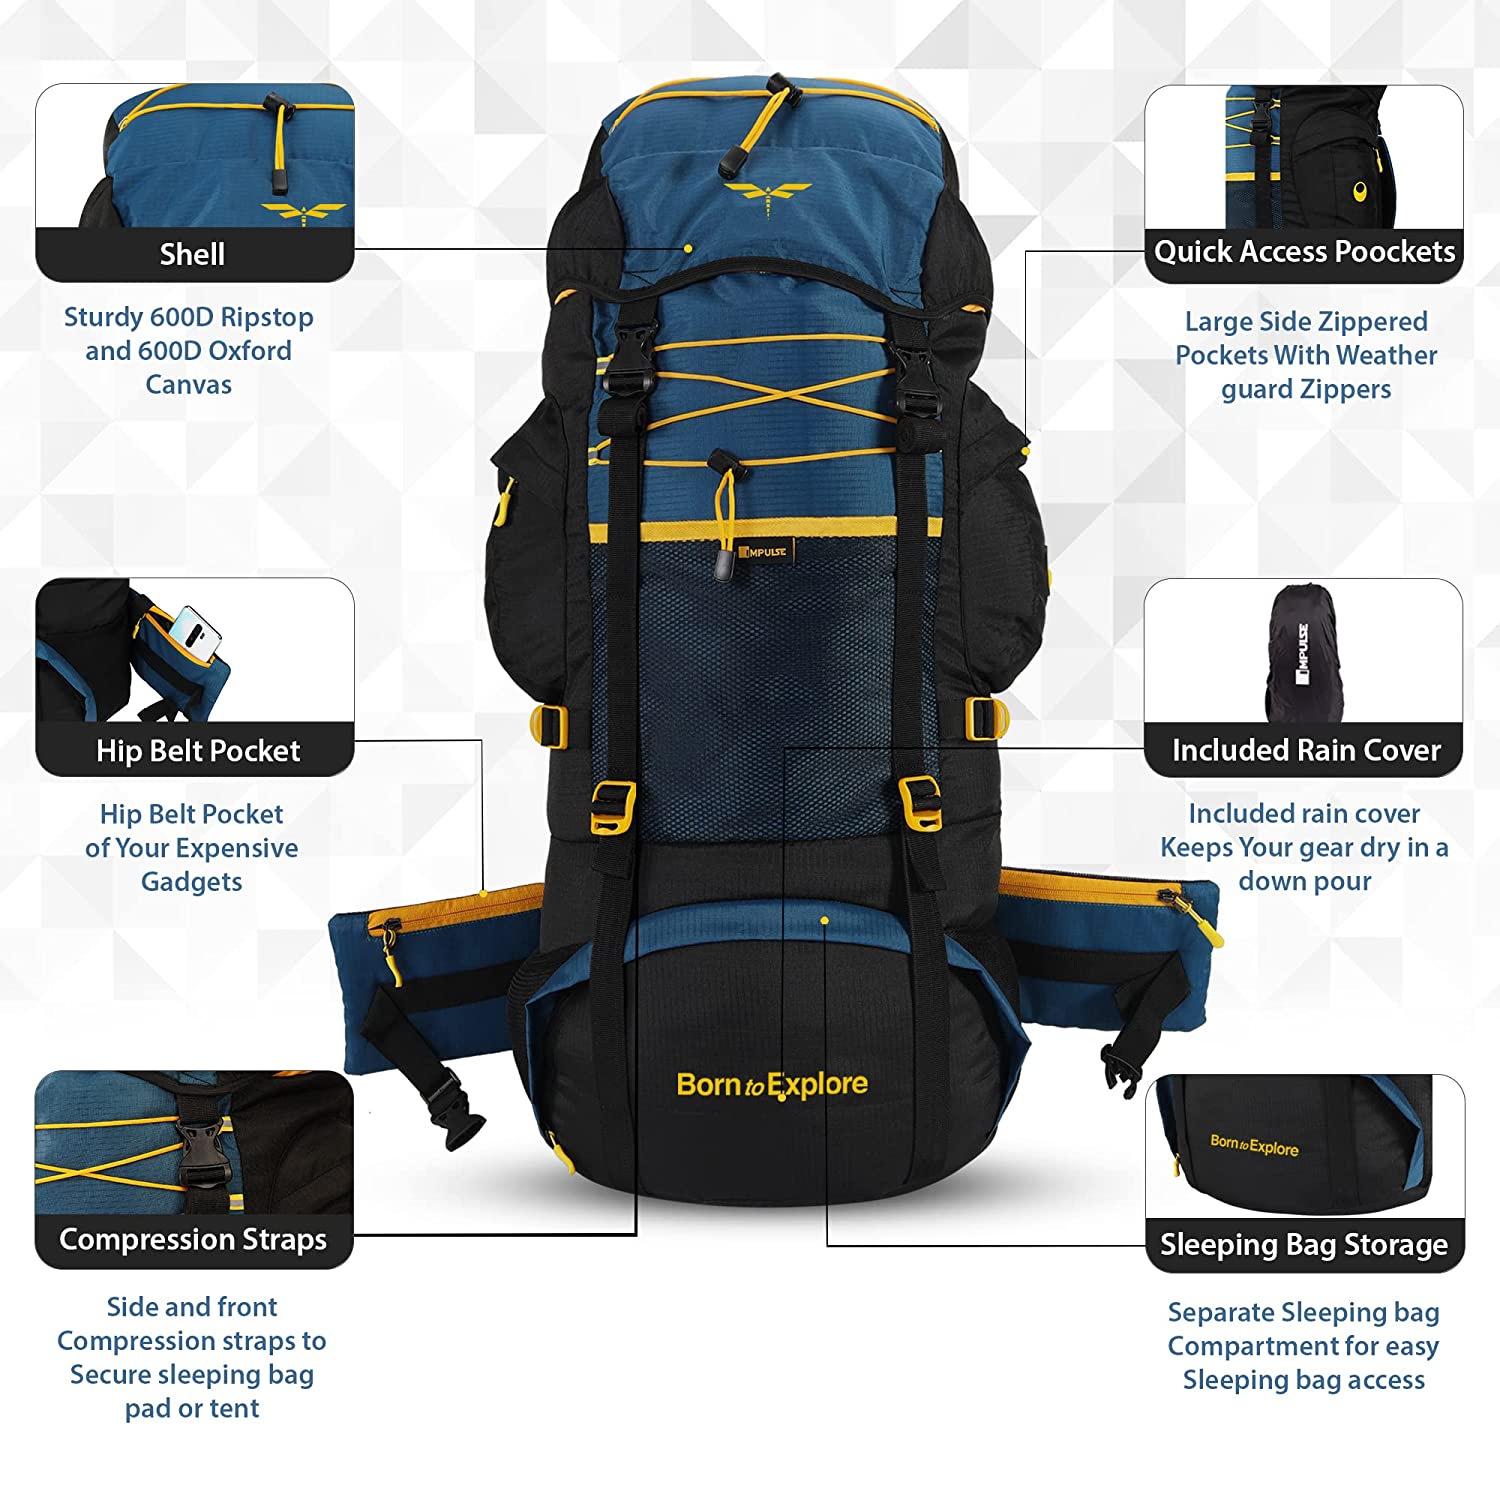 Shell
Sturdy 600D Ripstop
and 600D Oxford
Canvas
Quick Access Poockets
Large Side Zippered
Pockets With Weather
guard Zippers
IMPULSE
Hip Belt Pocket
Hip Belt Pocket
of Your Expensive
Gadgets
IMPULSE
Included Rain Cover
Included rain cover
Keeps Your gear dry in a
down pour
Born to Explore
Compression Straps
Side and front
Compression straps to
Secure sleeping bag
pad or tent
Born to Explore
Sleeping Bag Storage
Separate Sleeping bag
Compartment for easy
Sleeping bag access